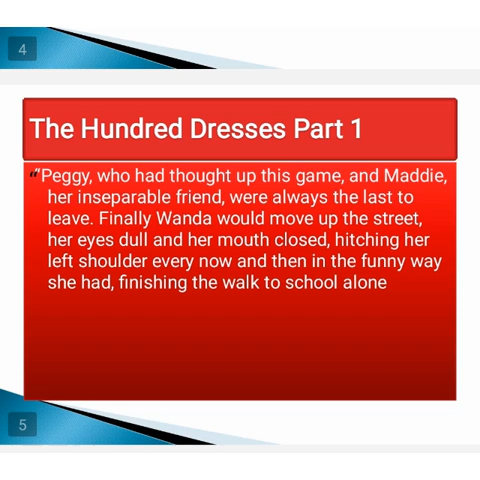 4
The Hundred Dresses Part 1
“Peggy, who had thought up this game, and Maddie,
her inseparable friend, were always the last to
leave. Finally Wanda would move up the street,
her eyes dull and her mouth closed, hitching her
left shoulder every now and then in the funny way
she had, finishing the walk to school alone
5